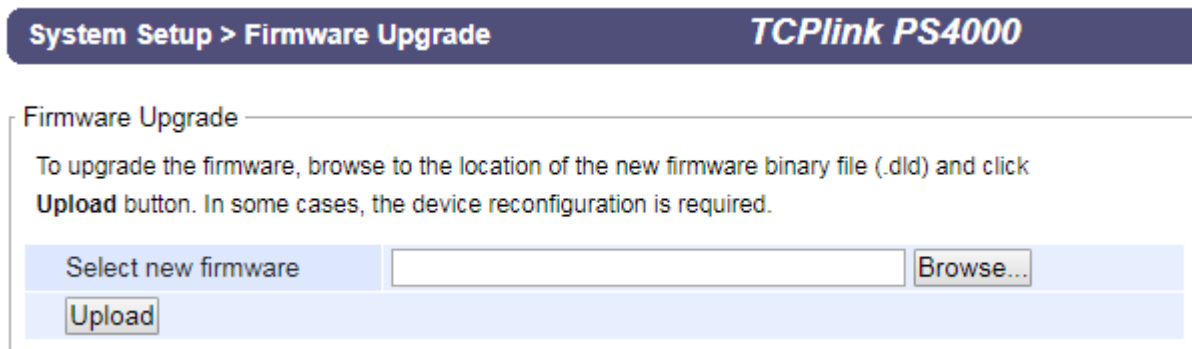 System Setup > Firmware Upgrade TCPlink PS4000
Firmware Upgrade
To upgrade the firmware, browse to the location of the new firmware binary file (.dld) and click
Upload button. In some cases, the device reconfiguration is required.
Select new firmware Browse...
Upload